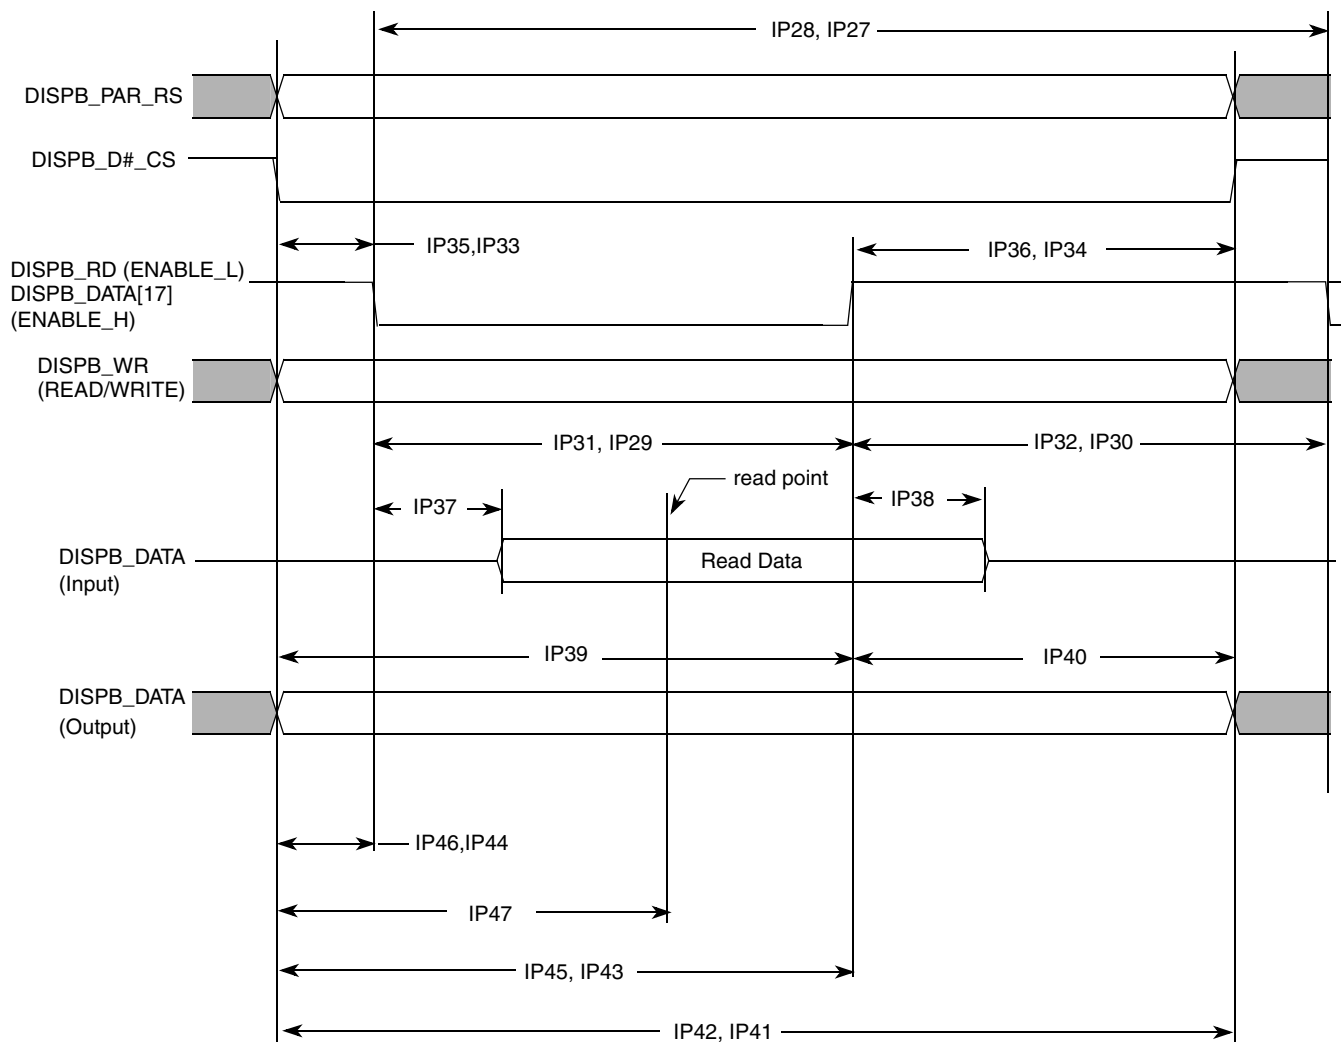 IP28, IP27
DISPB_PAR_RS
DISPB_D#_CS
IP35,IP33
IP36, IP34
DISPB_RD (ENABLE_L)
DISPB_DATA[17]
(ENABLE_H)
DISPB_WR
(READ/WRITE)
IP31, IP29
IP32, IP30
read point
IP37
IP38
DISPB_DATA
(Input)
Read Data
IP39
IP40
DISPB_DATA
(Output)
IP46,IP44
IP47
IP45, IP43
IP42, IP41